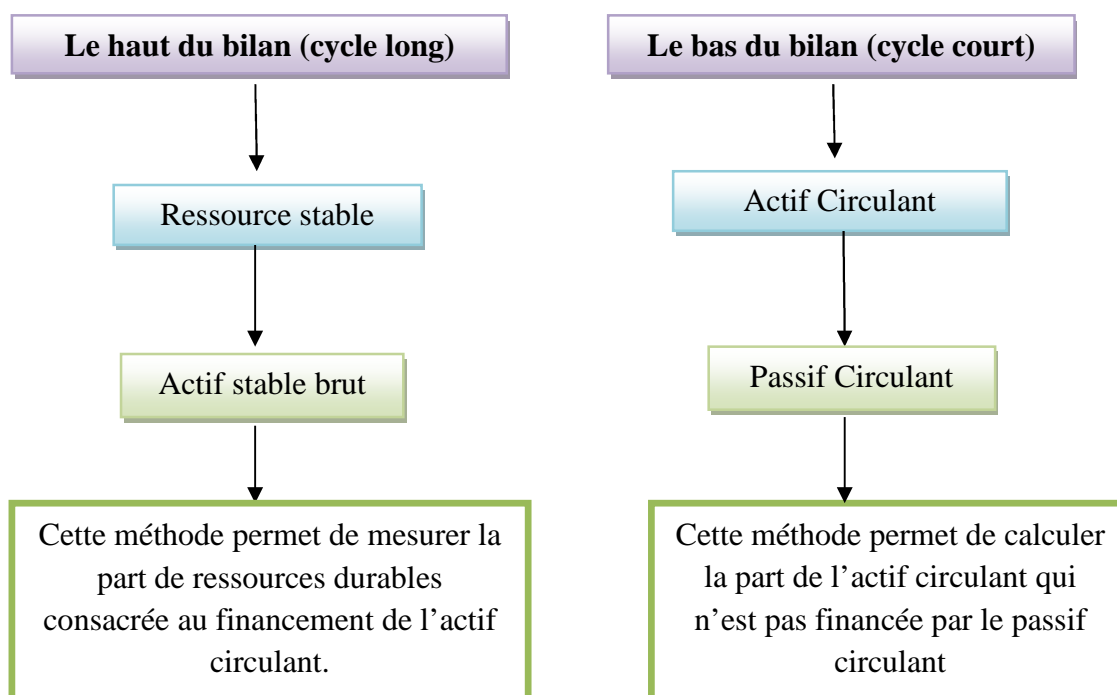 Le haut du bilan (cycle long)
Ressource stable
Actif stable brut
Cette méthode permet de mesurer la
part de ressources durables
consacrée au financement de l’actif
circulant.
Le bas du bilan (cycle court)
Actif Circulant
Passif Circulant
Cette méthode permet de calculer
la part de l’actif circulant qui
n’est pas financée par le passif
circulant